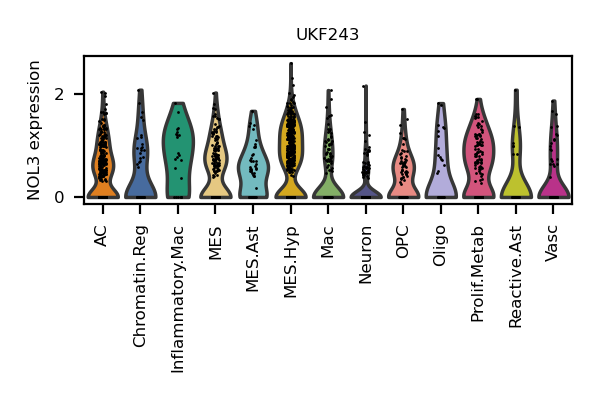 UKF243
NOL3 expression
2
0
AC
Chromatin.Reg
Inflammatory.Mac
MES
MES.Ast
MES.Hyp
Mac
Neuron
OPC
Oligo
Prolif.Metab
Reactive.Ast
Vasc